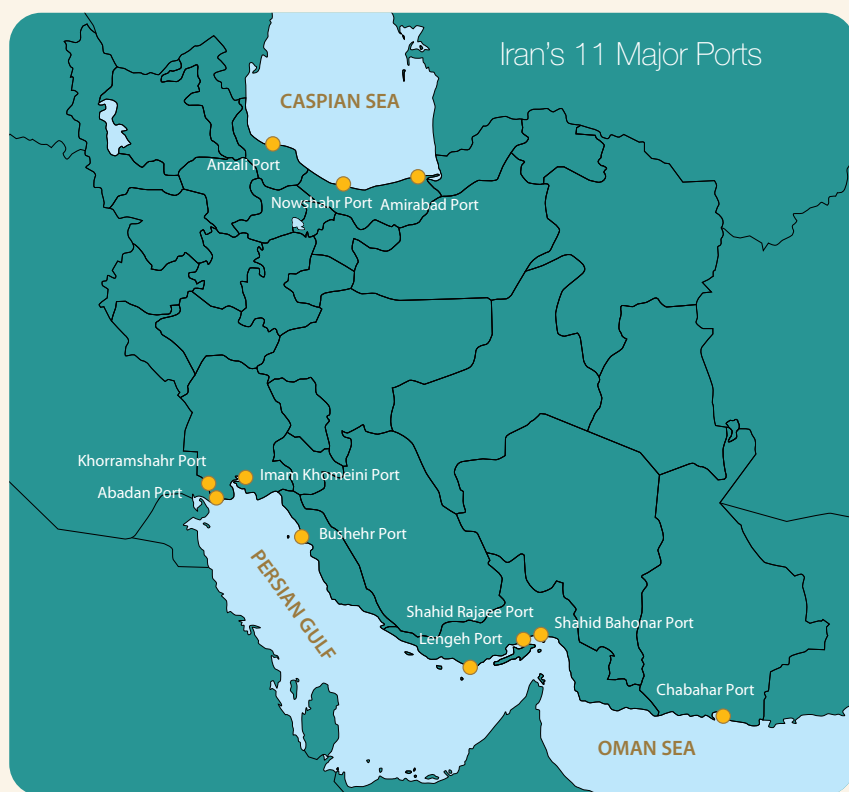 Iran's 11 Major Ports
CASPIAN SEA
Anzali Port
Nowshahr Port
Amirabad Port
Khorramshahr Port
Imam Khomeini Port
Abadan Port
Bushehr Port
PERSIAN GULF
Shahid Rajaee Port
Shahid Bahonar Port
Lengeh Port
Chabahar Port
OMAN SEA